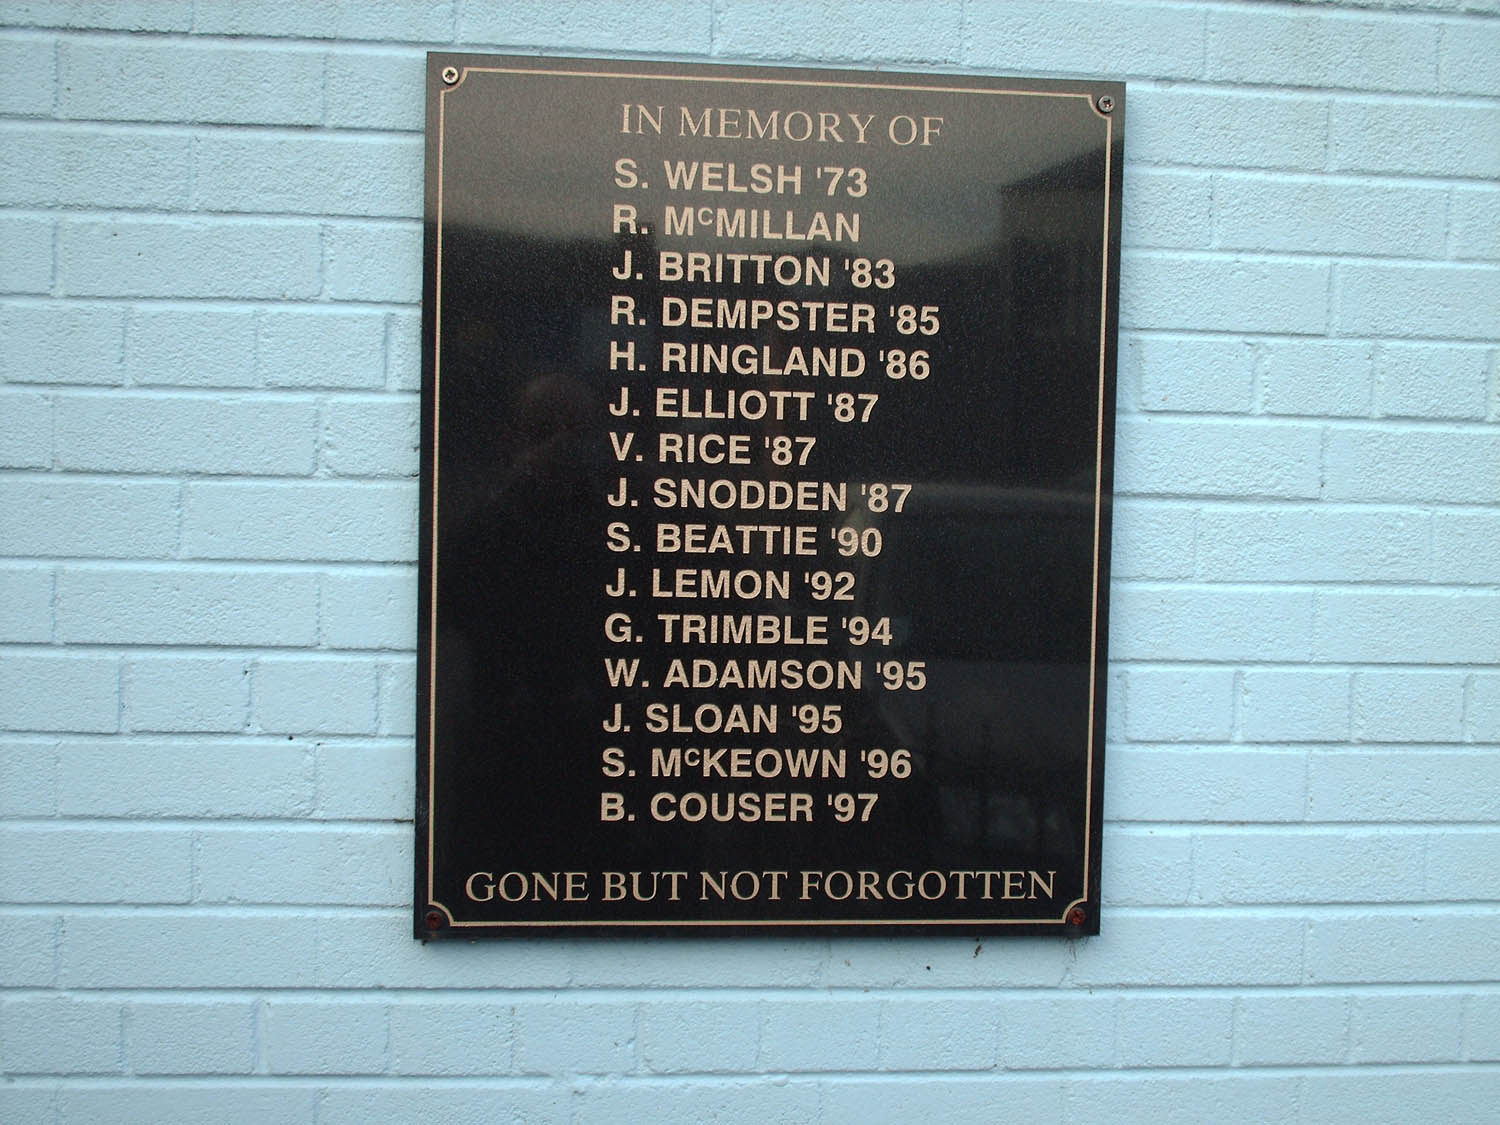 IN MEMORY OF
S. WELSH '73
R. McMILLAN
J. BRITTON '83
R. DEMPSTER '85
H. RINGLAND '86
J. ELLIOTT '87
V. RICE '87
J. SNODDEN '87
S. BEATTIE '90
J. LEMON '92
G. TRIMBLE '94
W. ADAMSON '95
J. SLOAN '95
S. McKEOWN '96
B. COUSER '97
GONE BUT NOT FORGOTTEN